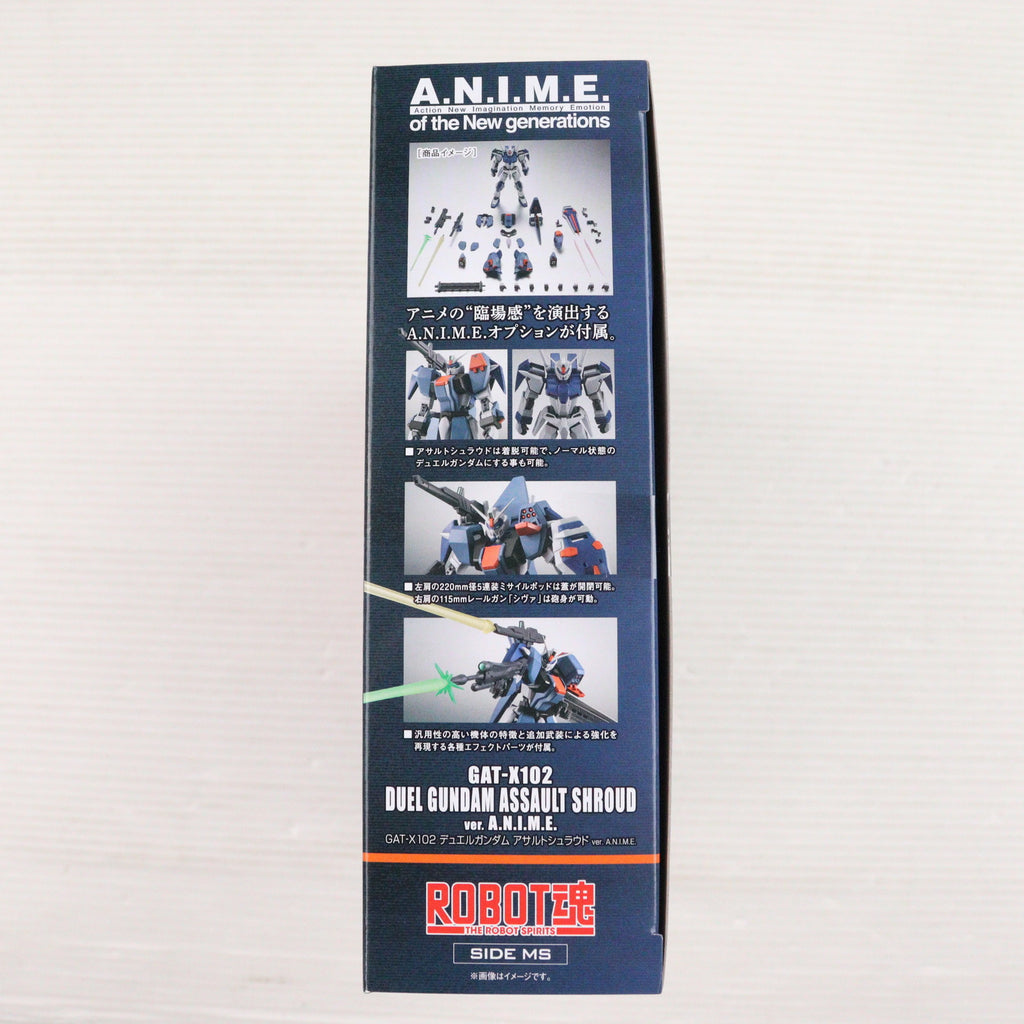 A.N.I.M.E.
Action New Imagination Memory Emotion
of the New generations
[商品イメージ]
アニメの“臨場感”を演出する
A.N.I.M.E.オプションが付属。
■アサルトシュラウドは着脱可能で、ノーマル状態の
デュエルガンダムにする事も可能。
■左肩の220mm径5連装ミサイルポッドは蓋が開閉可能。
右肩の115mmレールガン「シヴァ」は砲身が可動。
■汎用性の高い機体の特徴と追加武装による強化を
再現する各種エフェクトパーツが付属。
GAT-X102
DUEL GUNDAM ASSAULT SHROUD
ver. A.N.I.M.E.
GAT-X102 デュエルガンダム アサルトシュラウド ver. A.N.I.M.E.
ROBOT魂
THE ROBOT SPIRITS
SIDE MS
※画像はイメージです。